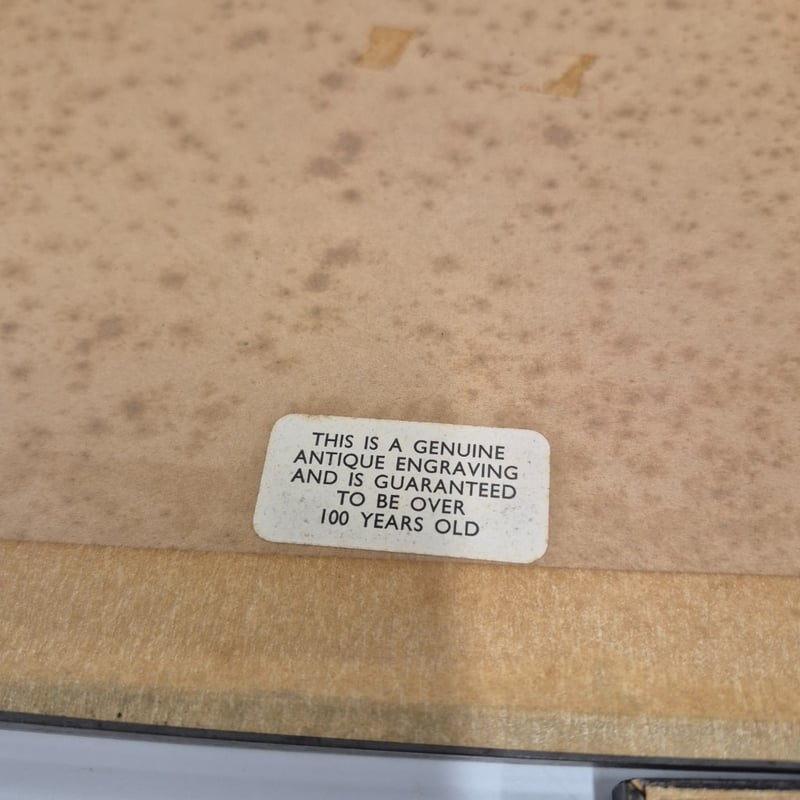 THIS IS A GENUINE
ANTIQUE ENGRAVING
AND IS GUARANTEED
TO BE OVER
100 YEARS OLD